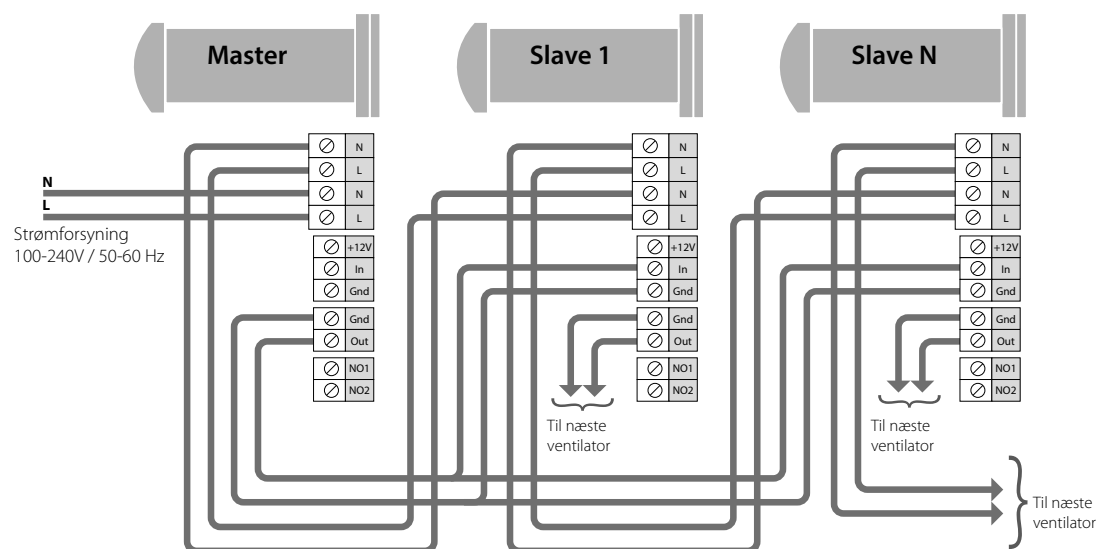 Master
Slave 1
Slave N
N
L
N
L
+12V
In
Gnd
Gnd
Out
NO1
NO2
N
L
N
L
+12V
In
Gnd
Gnd
Out
NO1
NO2
N
L
N
L
+12V
In
Gnd
Gnd
Out
NO1
NO2
N
L
Strømforsyning
100-240V / 50-60 Hz
Til næste
ventilator
Til næste
ventilator
Til næste
ventilator